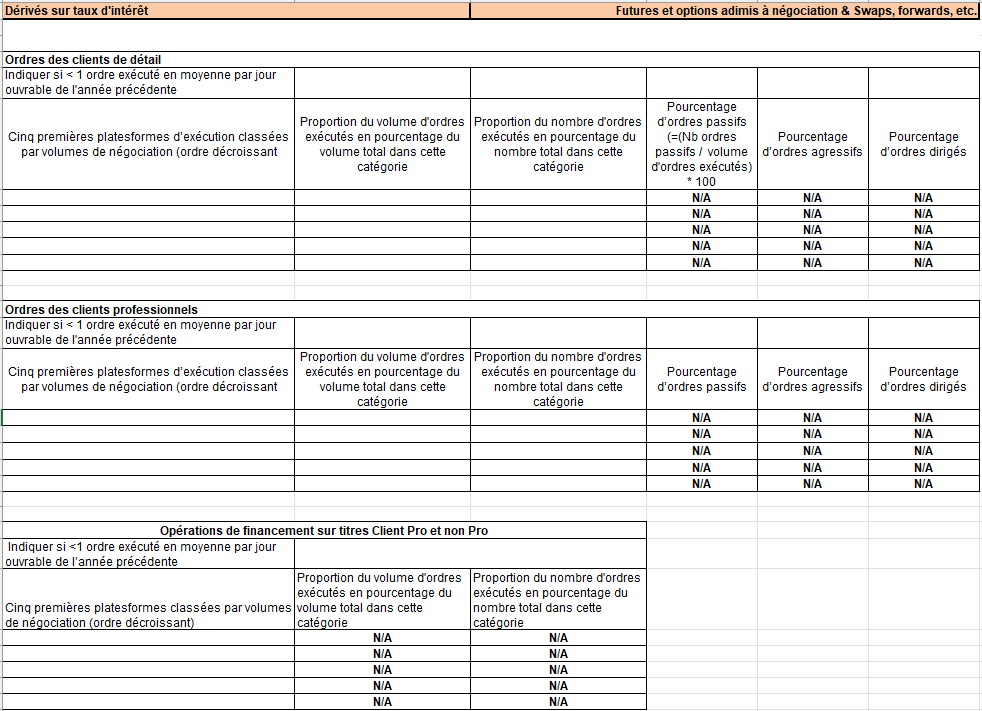 Dérivés sur taux d'intérêt Futures et options adimis à négociation & Swaps, forwards, etc.
Ordres des clients de détail
Indiquer si < 1 ordre exécuté en moyenne par jour
ouvrable de l'année précédente
Cinq premières platesformes d'exécution classées
par volumes de négociation (ordre décroissant
Proportion du volume d'ordres
exécutés en pourcentage du
volume total dans cette
catégorie
Proportion du nombre d'ordres
exécutés en pourcentage du
nombre total dans cette
catégorie
Pourcentage
d'ordres passifs
(=(Nb ordres
passifs / volume
d'ordres exécutés)
* 100
Pourcentage
d'ordres agressifs
Pourcentage
d'ordres dirigés
N/A N/A N/A
N/A N/A N/A
N/A N/A N/A
N/A N/A N/A
N/A N/A N/A
Ordres des clients professionnels
Indiquer si < 1 ordre exécuté en moyenne par jour
ouvrable de l'année précédente
Cinq premières platesformes d'exécution classées
par volumes de négociation (ordre décroissant
Proportion du volume d'ordres
exécutés en pourcentage du
volume total dans cette
catégorie
Proportion du nombre d'ordres
exécutés en pourcentage du
nombre total dans cette
catégorie
Pourcentage
d'ordres passifs
Pourcentage
d'ordres agressifs
Pourcentage
d'ordres dirigés
N/A N/A N/A
N/A N/A N/A
N/A N/A N/A
N/A N/A N/A
N/A N/A N/A
Opérations de financement sur titres Client Pro et non Pro
Indiquer si <1 ordre exécuté en moyenne par jour
ouvrable de l'année précédente
Cinq premières platesformes classées par volumes
de négociation (ordre décroissant)
Proportion du volume d'ordres
exécutés en pourcentage du
volume total dans cette
catégorie
Proportion du nombre d'ordres
exécutés en pourcentage du
nombre total dans cette
catégorie
N/A N/A
N/A N/A
N/A N/A
N/A N/A
N/A N/A